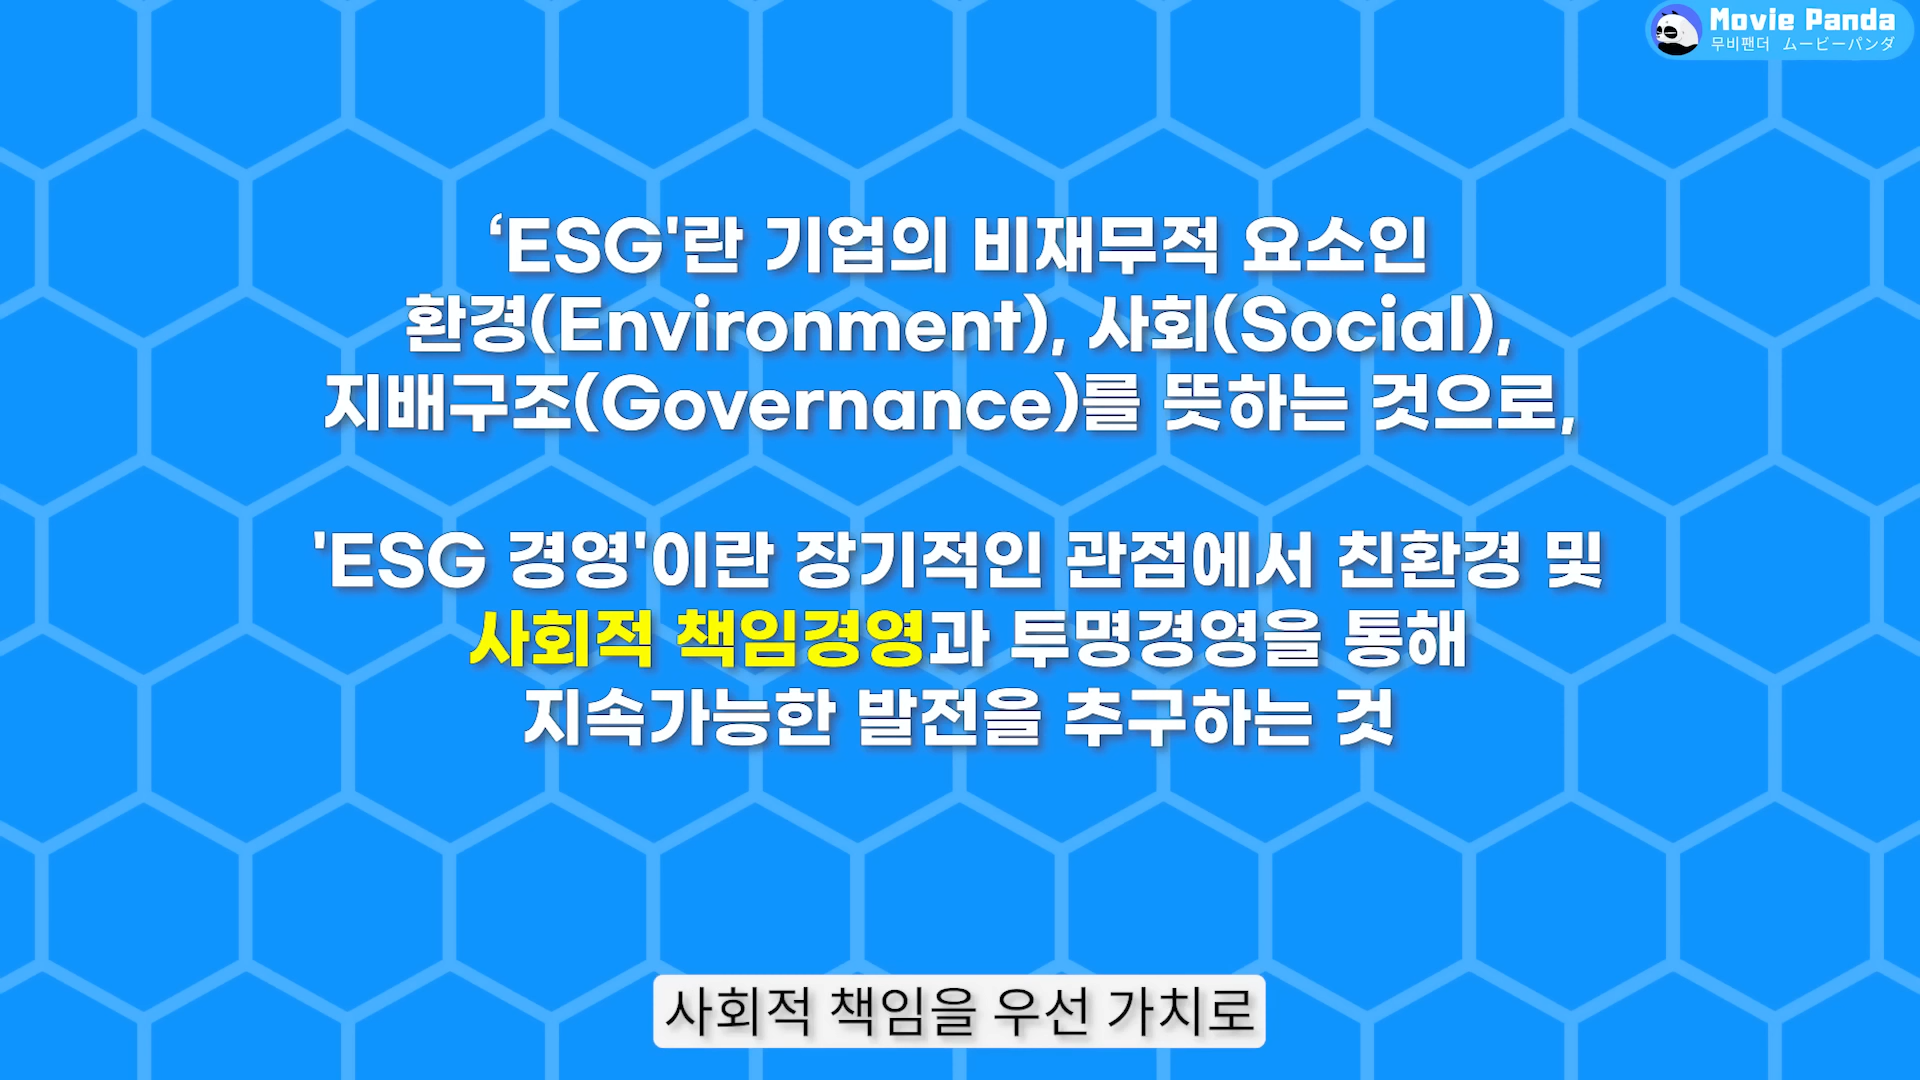 Movie Panda
무비팬더 ムービーパンダ
‘ESG'란 기업의 비재무적 요소인
환경(Environment), 사회(Social),
지배구조(Governance)를 뜻하는 것으로,
'ESG 경영'이란 장기적인 관점에서 친환경 및
사회적 책임경영과 투명경영을 통해
지속가능한 발전을 추구하는 것
사회적 책임을 우선 가치로